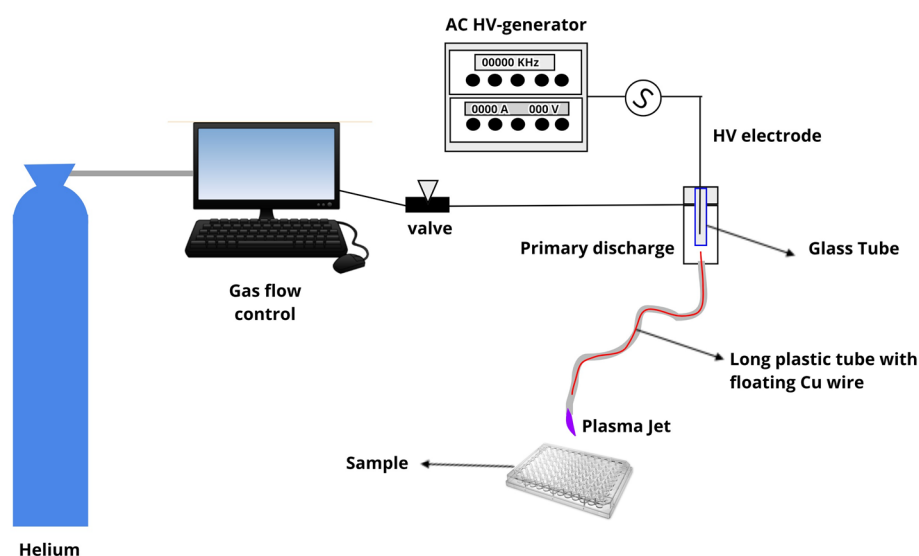 AC HV-generator
00000 KHz
0000 A 000 V
HV electrode
valve
Primary discharge
Glass Tube
Gas flow
control
Long plastic tube with
floating Cu wire
Plasma Jet
Sample
Helium